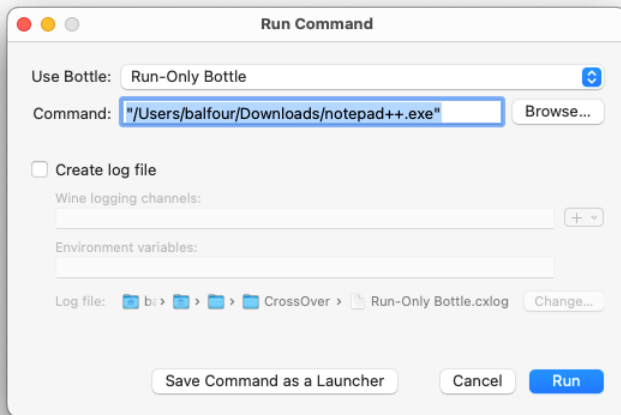 Run Command
Use Bottle: Run-Only Bottle
Command: "/Users/balfour/Downloads/notepad++.exe" Browse...
Create log file
Wine logging channels:
+
Environment variables:
Log file: › › › CrossOver › Run-Only Bottle.cxlog Change...
Save Command as a Launcher Cancel Run